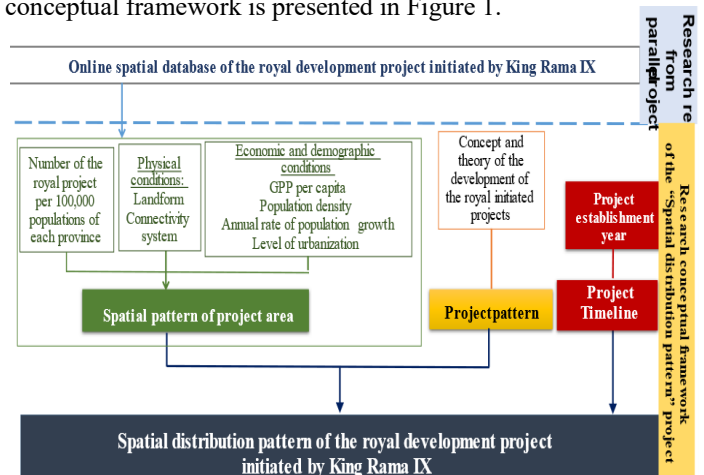 conceptual framework is presented in Figure 1.
Online spatial database of the royal development project initiated by King Rama IX
Research re
from
parallel project
Number of the
royal project
per 100,000
populations of
each province
Physical
conditions:
Landform
Connectivity
system
Economic and demographic
conditions
GPP per capita
Population density
Annual rate of population growth
Level of urbanization
Concept and
theory of the
development of
the royal initiated
projects
Project
establishment
year
Spatial pattern of project area
Projectpattern
Project
Timeline
Research conceptual framework
of the “Spatial distribution pattern” project
Spatial distribution pattern of the royal development project
initiated by King Rama IX